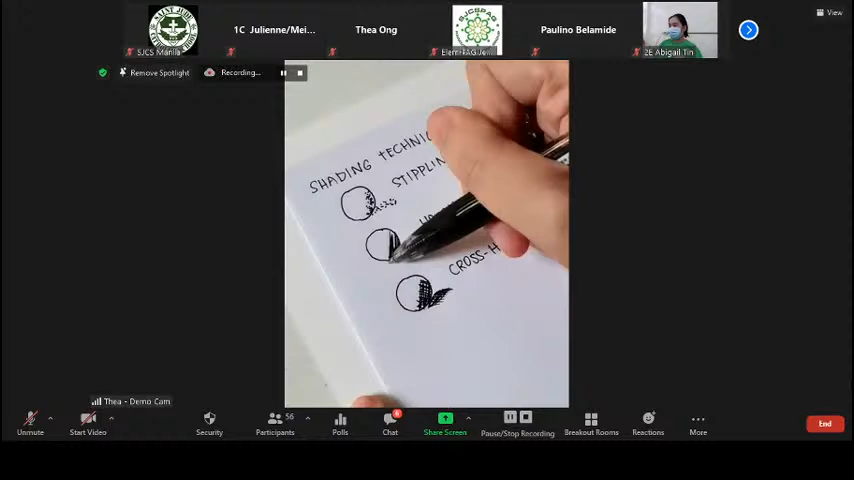 View
1C Julienne/Mei...
Thea Ong
Paulino Belamide
SJCS Manila
SJCSPAG
2E Abigail Tin
Remove Spotlight
Recording...
SHADING
CROSS-H
Thea - Demo Cam
Unmute
Start Video
Security
56
Participants
Polls
6
Chat
Share Screen
Pause/Stop Recording
Breakout Rooms
Reactions
More
End